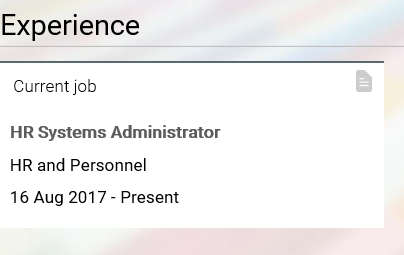 Experience
Current job
HR Systems Administrator
HR and Personnel
16 Aug 2017 - Present